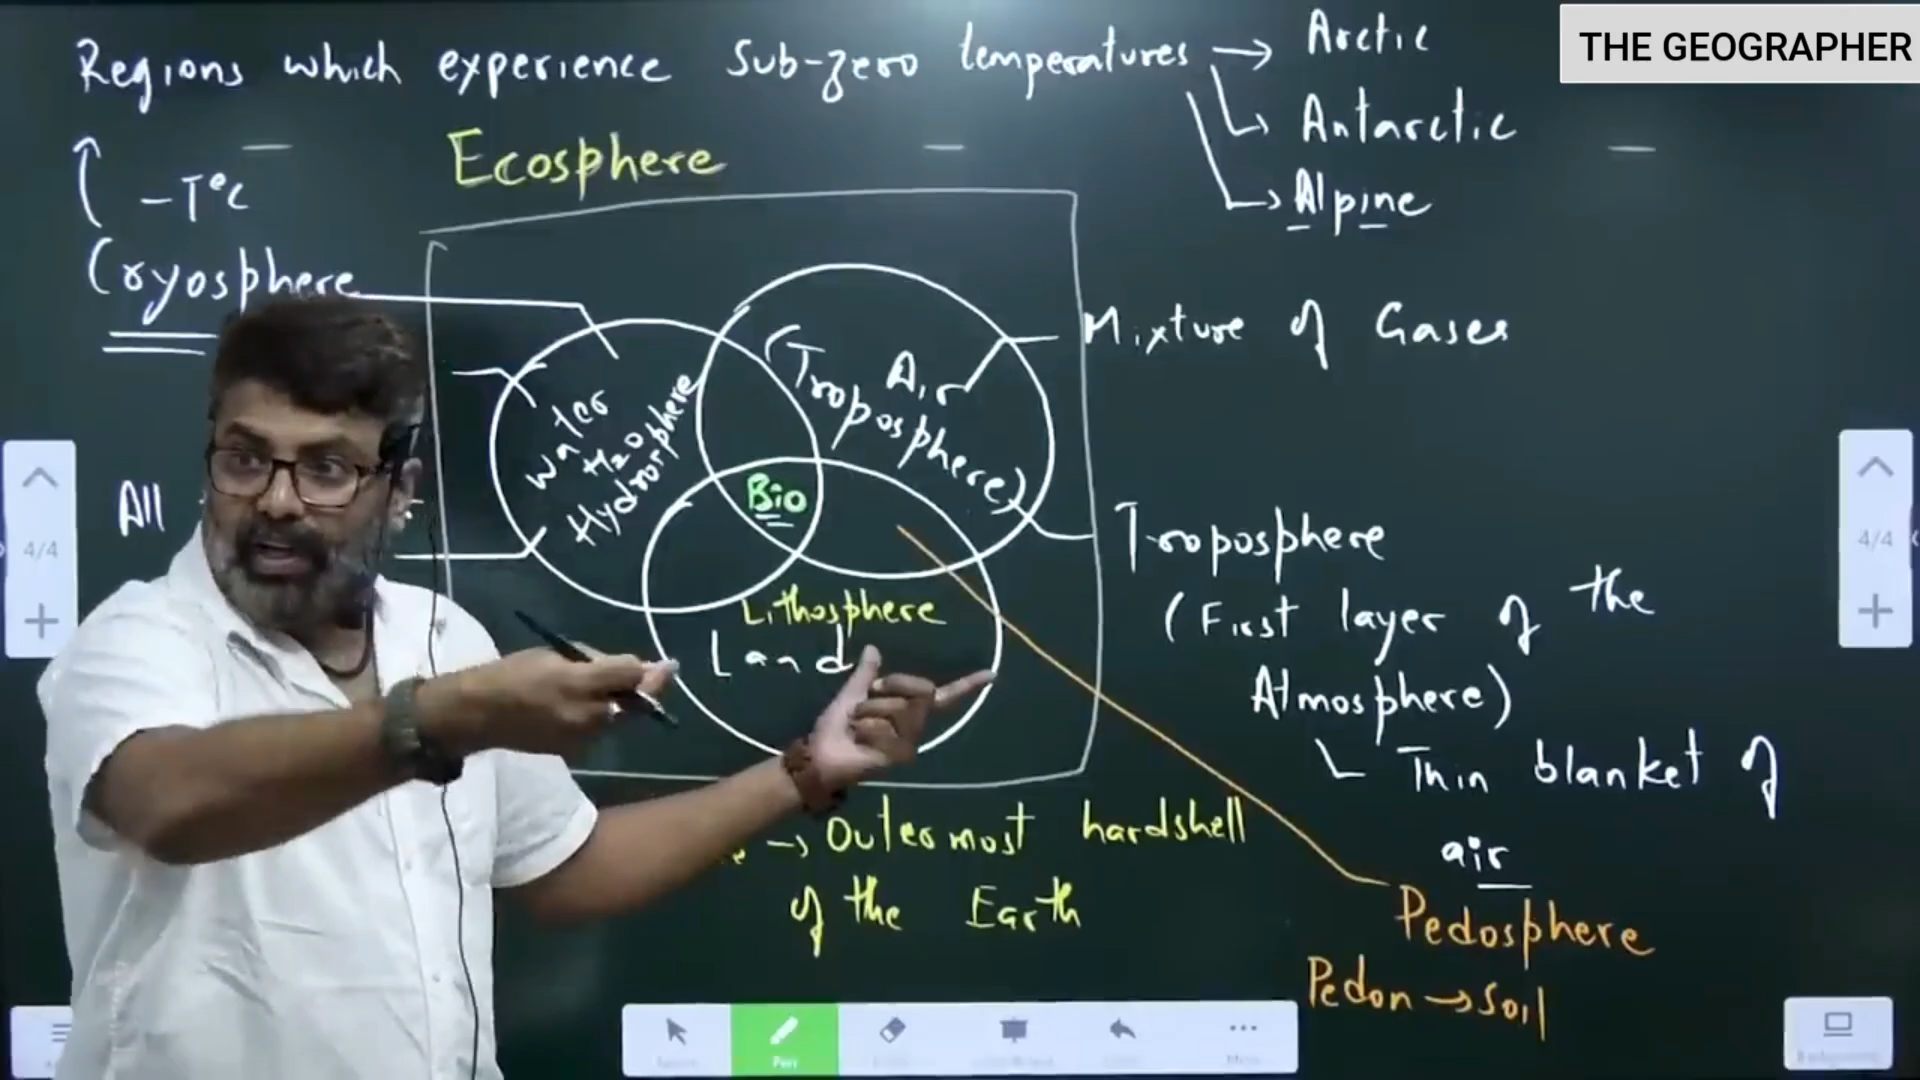 THE GEOGRAPHER
Regions which experience Sub-zero temperatures → Arctic
Antarctic
Alpine
- T°C
Cryosphere
Ecosphere
Water
H2O
Hydrosphere
Air
(Troposphere)
Bio
Lithosphere
Land
Mixture of Gases
All
Troposphere
(First layer of the
Atmosphere)
Thin blanket of
air
→ Outermost hardshell
of the Earth
Pedosphere
Pedon → Soil
4/4
4/4
Pen